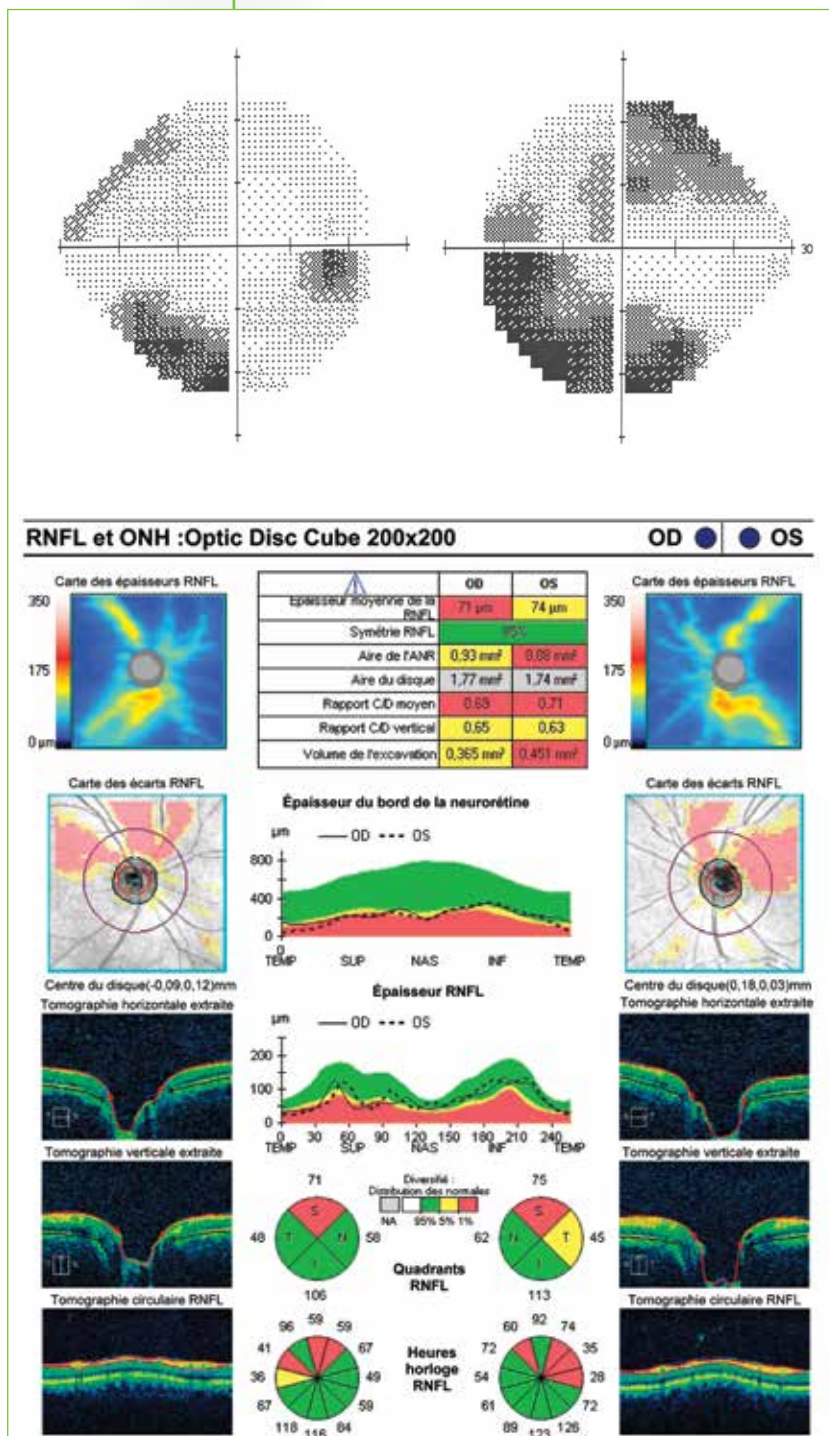 30
RNFL et ONH :Optic Disc Cube 200x200 OD OS
Carte des épaisseurs RNFL
350
175
0 µm
OD OS
Epaisseur moyenne de la RNFL 71 µm 74 µm
Symétrie RNFL 95%
Aire de l'ANR 0,93 mm²
Aire du disque 1,77 mm² 1,74 mm²
Rapport C/D moyen 0.69 0.71
Rapport C/D vertical 0.65 0.63
Volume de l'excavation 0,365 mm³ 0,451 mm³
Carte des épaisseurs RNFL
350
175
0 µm
Carte des écarts RNFL
Centre du disque(-0,09,0,12)mm
Tomographie horizontale extraite
Tomographie verticale extraite
Tomographie circulaire RNFL
Épaisseur du bord de la neurorétine
µm OD OS
800
400
0
0
TEMP SUP NAS INF TEMP
Épaisseur RNFL
µm OD OS
200
100
0
0 30 60 90 120 150 180 210 240
TEMP SUP NAS INF TEMP
71
S
48 T N 58
I
106
Diversifié :
Distribution des normales
NA 95% 5% 1%
Quadrants
RNFL
75
S
62 N T 45
I
113
96 59 59
41 67
36 49
67 59
118 116 84
Heures
horloge
RNFL
60 92 74
72 35
54 28
61 72
89 123 126
Carte des écarts RNFL
Centre du disque(0,18,0,03)mm
Tomographie horizontale extraite
Tomographie verticale extraite
Tomographie circulaire RNFL